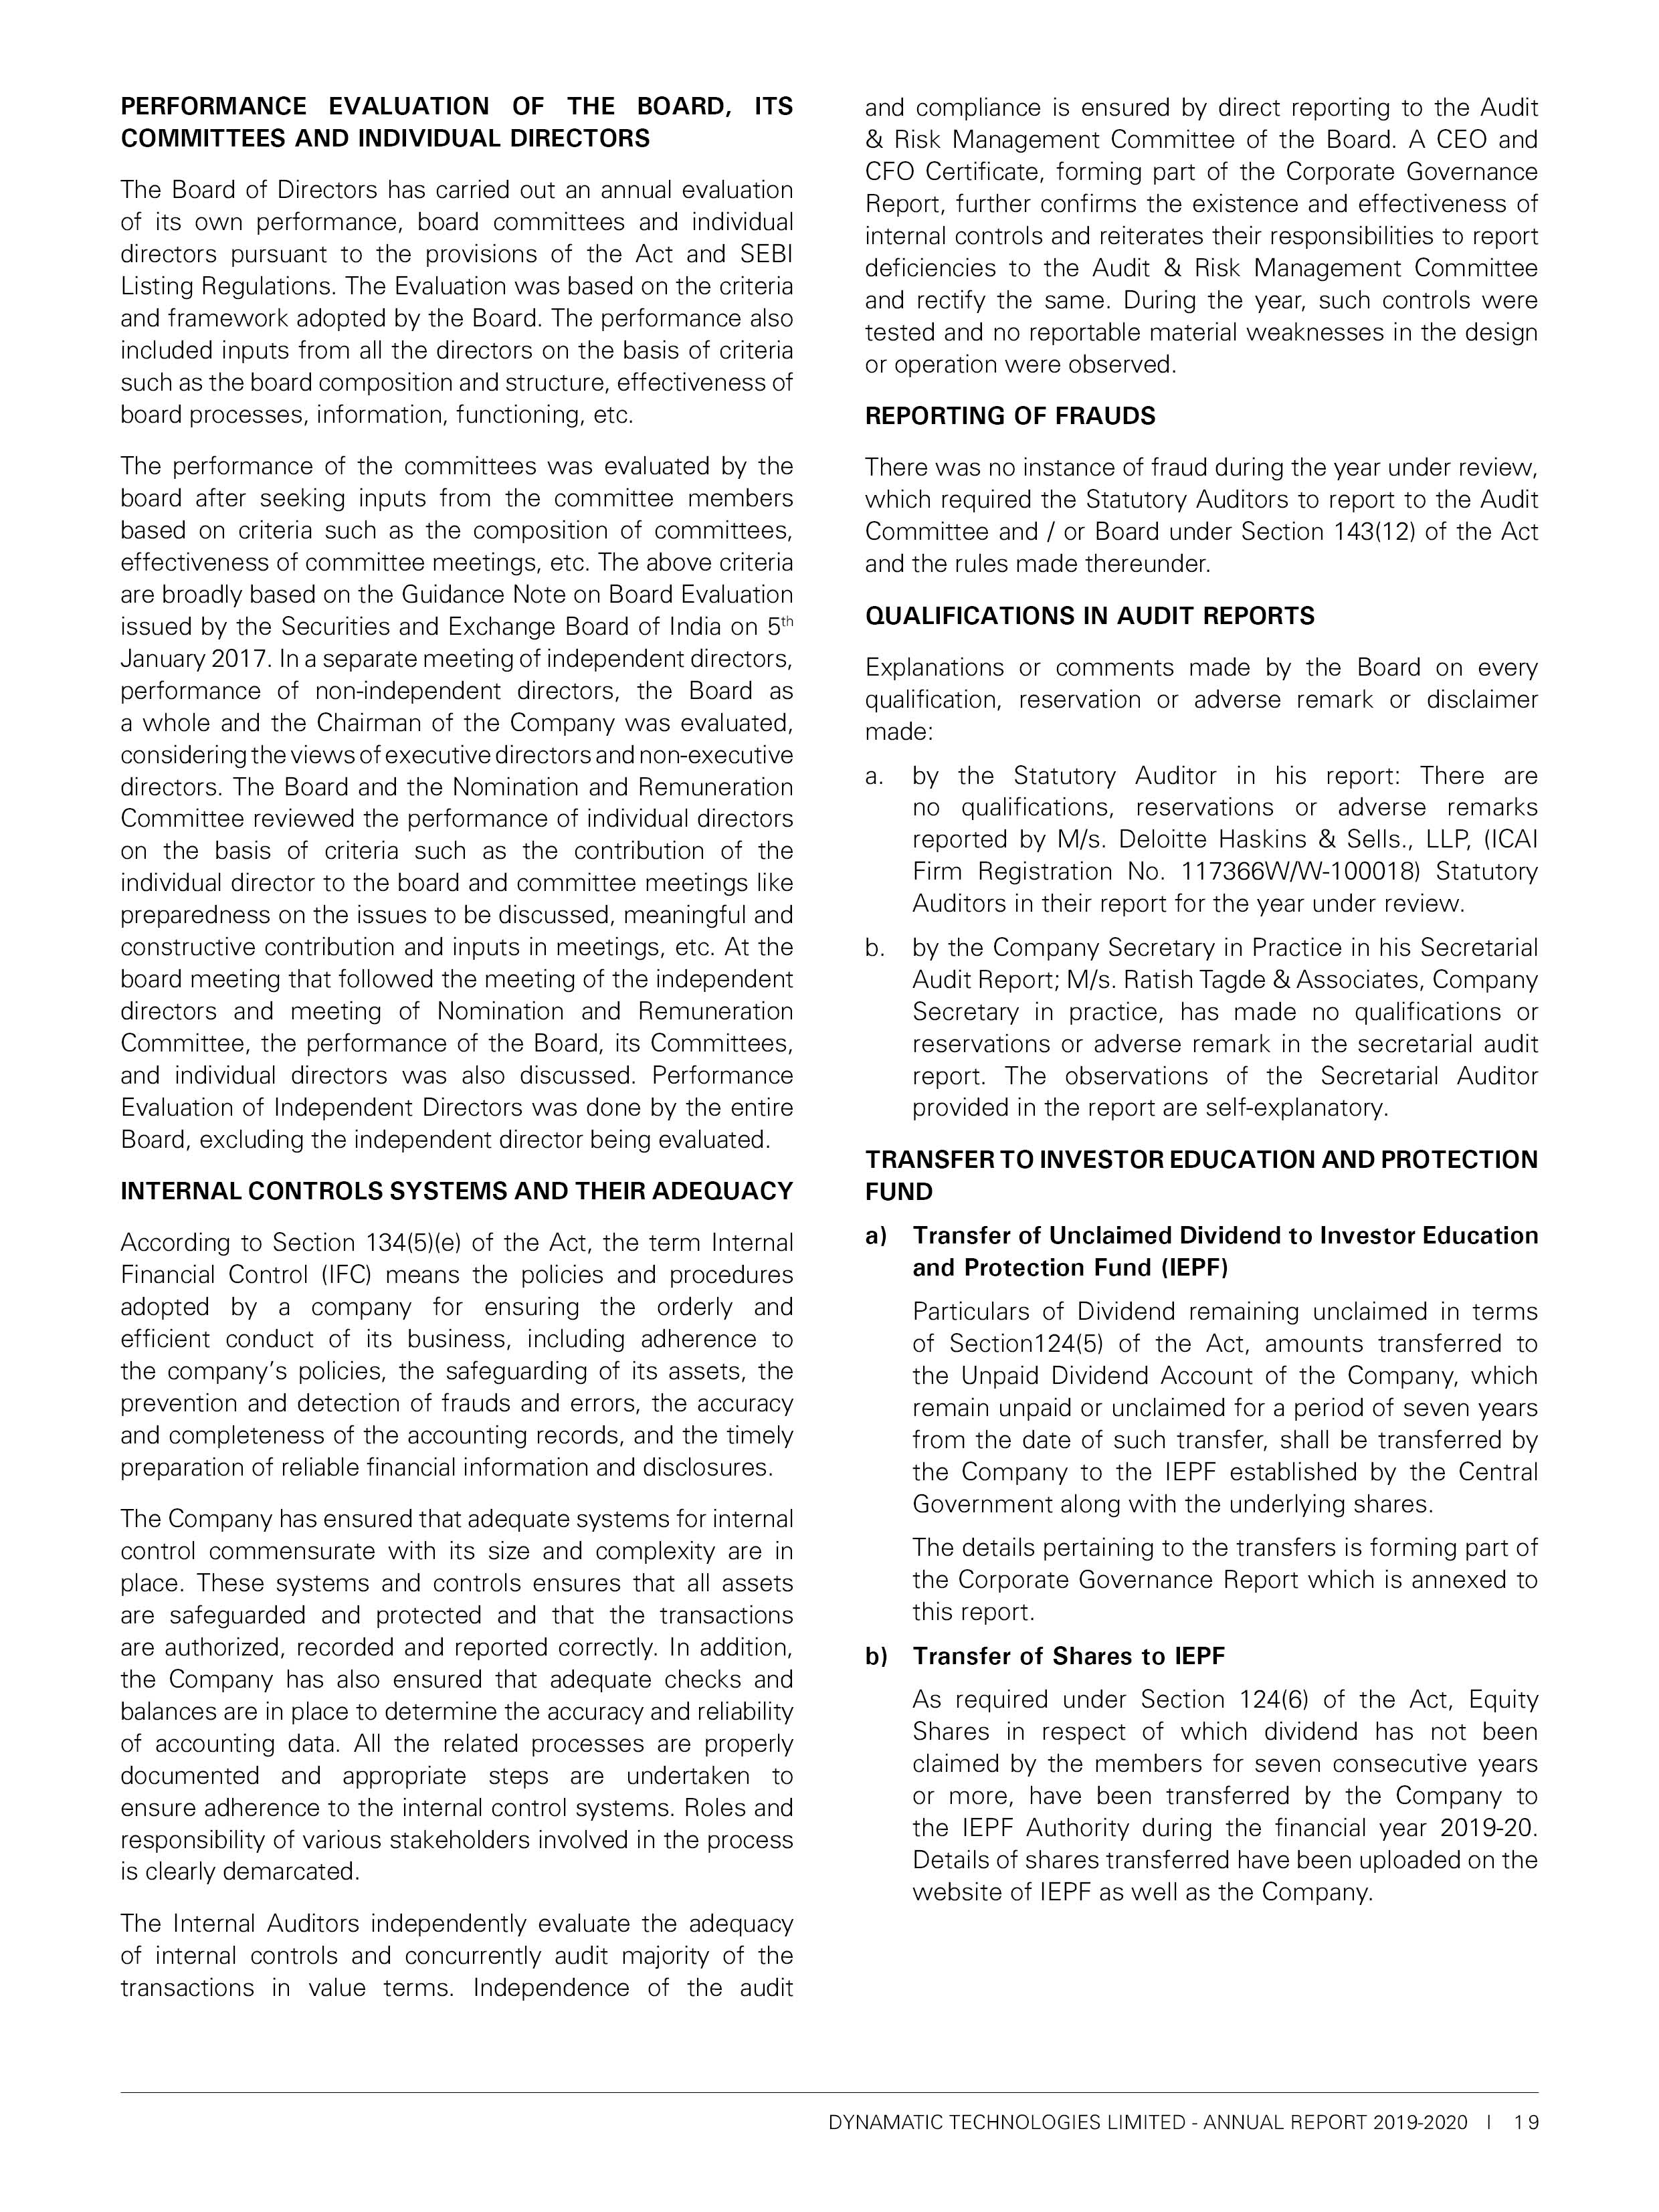 PERFORMANCE EVALUATION OF THE BOARD, ITS
COMMITTEES AND INDIVIDUAL DIRECTORS
The Board of Directors has carried out an annual evaluation
of its own performance, board committees and individual
directors pursuant to the provisions of the Act and SEBI
Listing Regulations. The Evaluation was based on the criteria
and framework adopted by the Board. The performance also
included inputs from all the directors on the basis of criteria
such as the board composition and structure, effectiveness of
board processes, information, functioning, etc.
The performance of the committees was evaluated by the
board after seeking inputs from the committee members
based on criteria such as the composition of committees,
effectiveness of committee meetings, etc. The above criteria
are broadly based on the Guidance Note on Board Evaluation
issued by the Securities and Exchange Board of India on 5th
January 2017. In a separate meeting of independent directors,
performance of non-independent directors, the Board as
a whole and the Chairman of the Company was evaluated,
considering the views of executive directors and non-executive
directors. The Board and the Nomination and Remuneration
Committee reviewed the performance of individual directors
on the basis of criteria such as the contribution of the
individual director to the board and committee meetings like
preparedness on the issues to be discussed, meaningful and
constructive contribution and inputs in meetings, etc. At the
board meeting that followed the meeting of the independent
directors and meeting of Nomination and Remuneration
Committee, the performance of the Board, its Committees,
and individual directors was also discussed. Performance
Evaluation of Independent Directors was done by the entire
Board, excluding the independent director being evaluated.
INTERNAL CONTROLS SYSTEMS AND THEIR ADEQUACY
According to Section 134(5)(e) of the Act, the term Internal
Financial Control (IFC) means the policies and procedures
adopted by a company for ensuring the orderly and
efficient conduct of its business, including adherence to
the company's policies, the safeguarding of its assets, the
prevention and detection of frauds and errors, the accuracy
and completeness of the accounting records, and the timely
preparation of reliable financial information and disclosures.
The Company has ensured that adequate systems for internal
control commensurate with its size and complexity are in
place. These systems and controls ensures that all assets
are safeguarded and protected and that the transactions
are authorized, recorded and reported correctly. In addition,
the Company has also ensured that adequate checks and
balances are in place to determine the accuracy and reliability
of accounting data. All the related processes are properly
documented and appropriate steps are undertaken to
ensure adherence to the internal control systems. Roles and
responsibility of various stakeholders involved in the process
is clearly demarcated.
The Internal Auditors independently evaluate the adequacy
of internal controls and concurrently audit majority of the
transactions in value terms. Independence of the audit
and compliance is ensured by direct reporting to the Audit
& Risk Management Committee of the Board. A CEO and
CFO Certificate, forming part of the Corporate Governance
Report, further confirms the existence and effectiveness of
internal controls and reiterates their responsibilities to report
deficiencies to the Audit & Risk Management Committee
and rectify the same. During the year, such controls were
tested and no reportable material weaknesses in the design
or operation were observed.
REPORTING OF FRAUDS
There was no instance of fraud during the year under review,
which required the Statutory Auditors to report to the Audit
Committee and / or Board under Section 143(12) of the Act
and the rules made thereunder.
QUALIFICATIONS IN AUDIT REPORTS
Explanations or comments made by the Board on every
qualification, reservation or adverse remark or disclaimer
made:
a. by the Statutory Auditor in his report: There are
no qualifications, reservations or adverse remarks
reported by M/s. Deloitte Haskins & Sells., LLP, (ICAI
Firm Registration No. 117366W/W-100018) Statutory
Auditors in their report for the year under review.
b. by the Company Secretary in Practice in his Secretarial
Audit Report; M/s. Ratish Tagde & Associates, Company
Secretary in practice, has made no qualifications or
reservations or adverse remark in the secretarial audit
report. The observations of the Secretarial Auditor
provided in the report are self-explanatory.
TRANSFER TO INVESTOR EDUCATION AND PROTECTION
FUND
a) Transfer of Unclaimed Dividend to Investor Education
and Protection Fund (IEPF)
Particulars of Dividend remaining unclaimed in terms
of Section124(5) of the Act, amounts transferred to
the Unpaid Dividend Account of the Company, which
remain unpaid or unclaimed for a period of seven years
from the date of such transfer, shall be transferred by
the Company to the IEPF established by the Central
Government along with the underlying shares.
The details pertaining to the transfers is forming part of
the Corporate Governance Report which is annexed to
this report.
b) Transfer of Shares to IEPF
As required under Section 124(6) of the Act, Equity
Shares in respect of which dividend has not been
claimed by the members for seven consecutive years
or more, have been transferred by the Company to
the IEPF Authority during the financial year 2019-20.
Details of shares transferred have been uploaded on the
website of IEPF as well as the Company.
DYNAMATIC TECHNOLOGIES LIMITED - ANNUAL REPORT 2019-2020 | 19